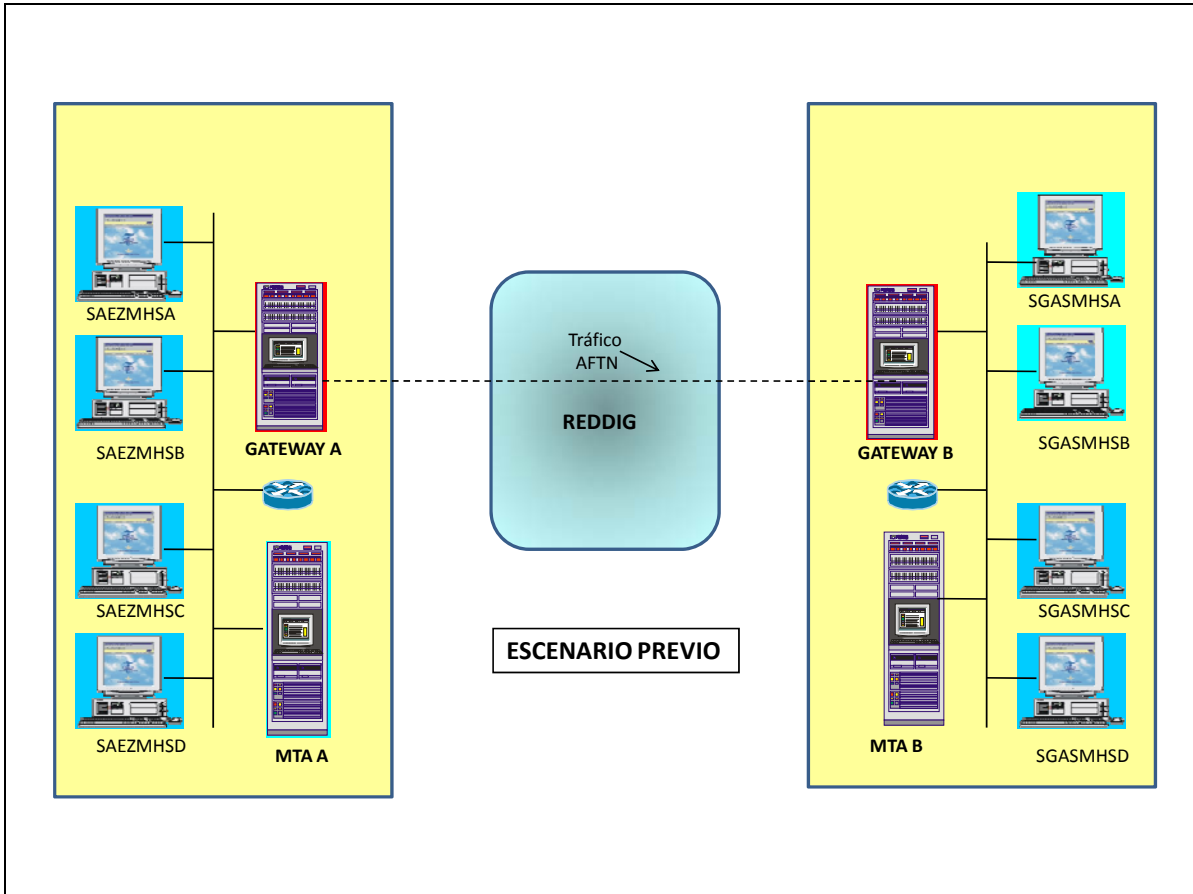 SAEZMHSA
SAEZMHSB
GATEWAY A
SAEZMHSC
SAEZMHSD
MTA A
Tráfico
AFTN
REDDIG
ESCENARIO PREVIO
SGASMHSA
GATEWAY B
SGASMHSB
SGASMHSC
MTA B
SGASMHSD